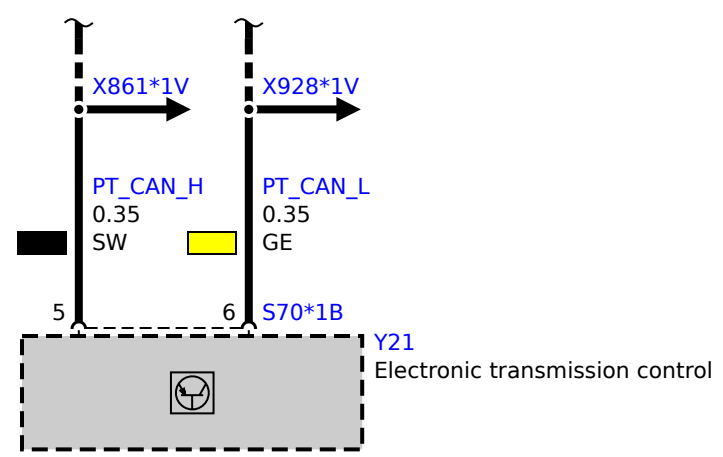 X861*1V X928*1V
PT_CAN_H PT_CAN_L
0.35 0.35
SW GE
5 6 S70*1B
Y21
Electronic transmission control